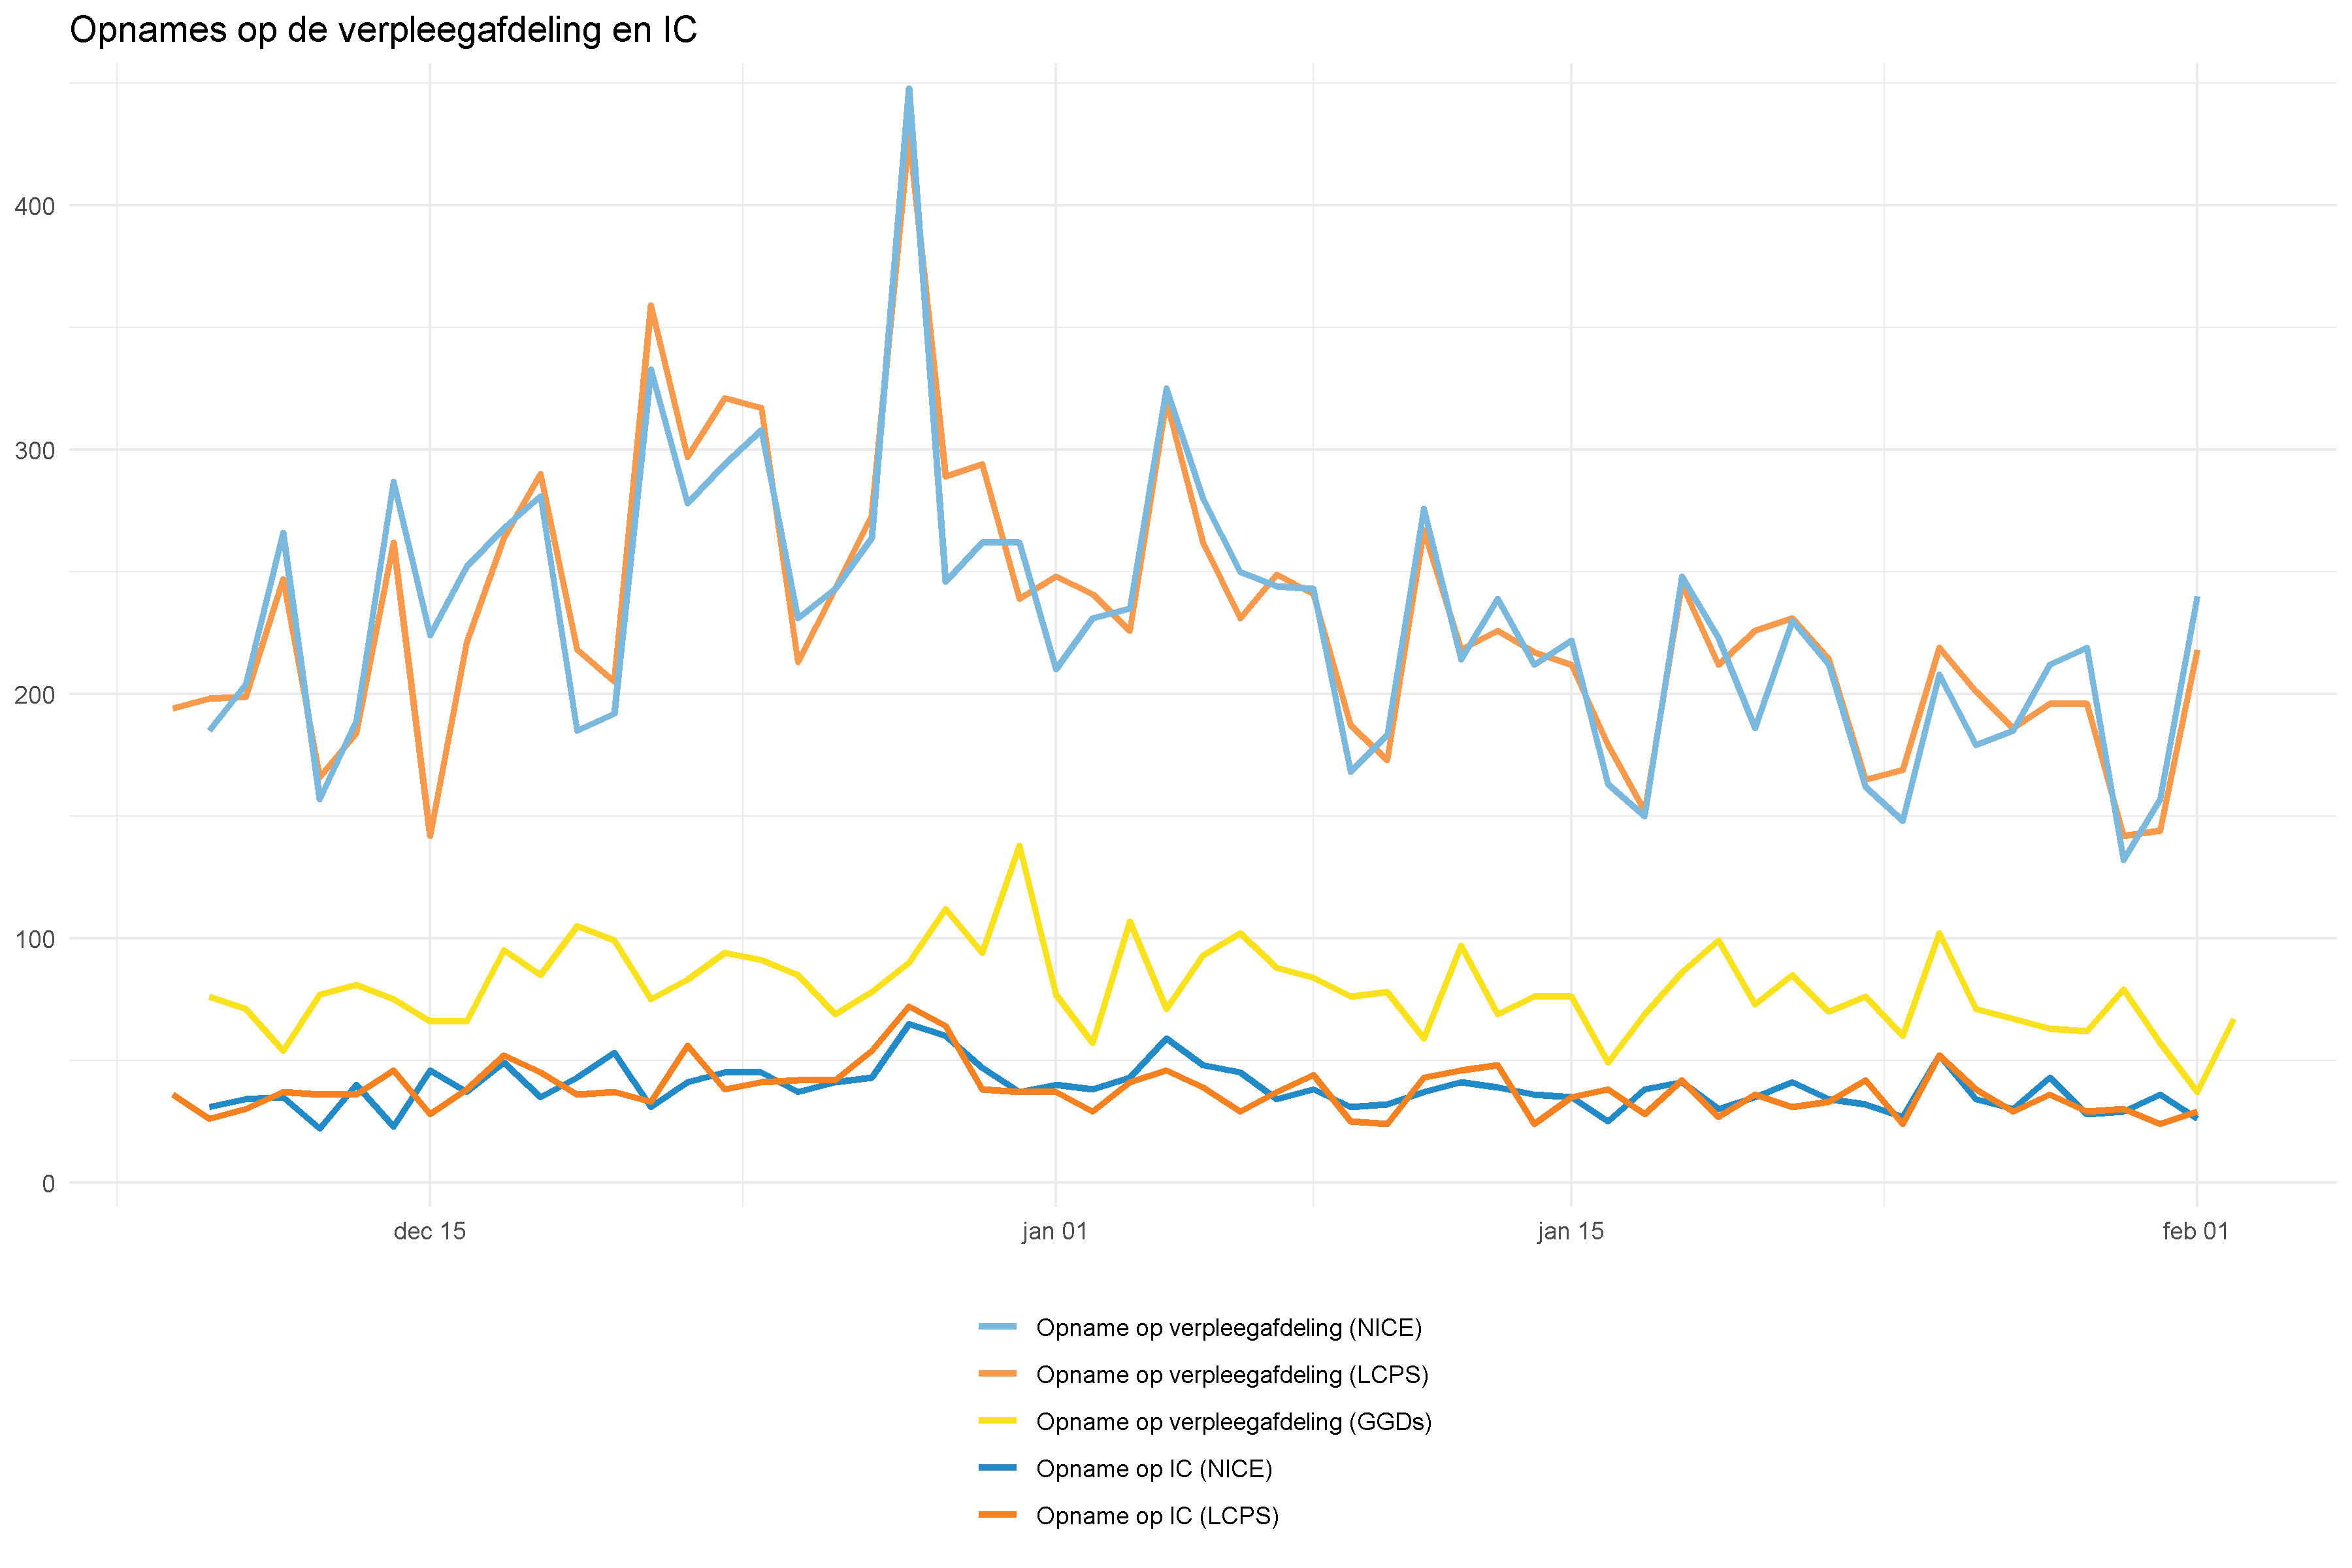 Opnames op de verpleegafdeling en IC
400
300
200
100
0
dec 15
jan 01
jan 15
feb 01
Opname op verpleegafdeling (NICE)
Opname op verpleegafdeling (LCPS)
Opname op verpleegafdeling (GGDs)
Opname op IC (NICE)
Opname op IC (LCPS)